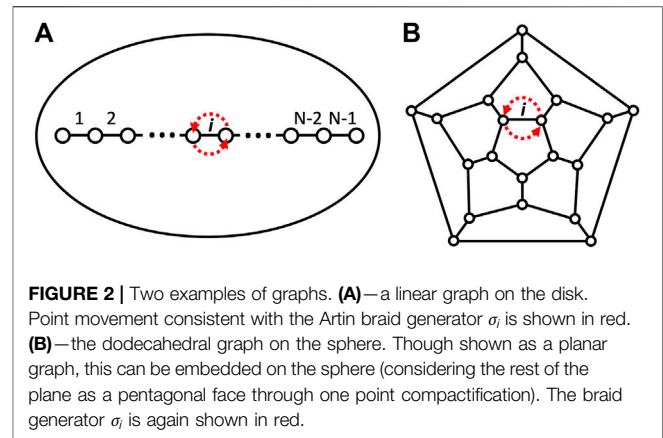 A
B
1
2
i
N-2 N-1
i
FIGURE 2 | Two examples of graphs. (A)—a linear graph on the disk.
Point movement consistent with the Artin braid generator σi is shown in red.
(B)—the dodecahedral graph on the sphere. Though shown as a planar
graph, this can be embedded on the sphere (considering the rest of the
plane as a pentagonal face through one point compactification). The braid
generator σi is again shown in red.